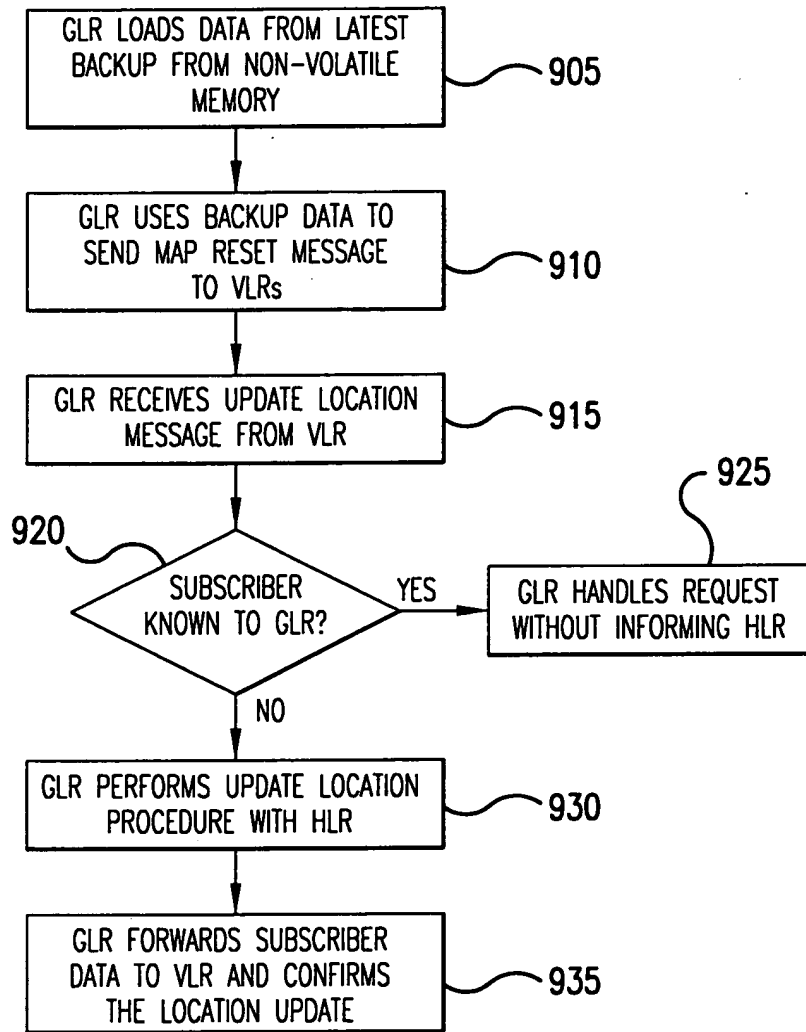 GLR LOADS DATA FROM LATEST
BACKUP FROM NON-VOLATILE
MEMORY
905
GLR USES BACKUP DATA TO
SEND MAP RESET MESSAGE
TO VLRs
910
GLR RECEIVES UPDATE LOCATION
MESSAGE FROM VLR
915
920
SUBSCRIBER
KNOWN TO GLR?
YES
925
GLR HANDLES REQUEST
WITHOUT INFORMING HLR
NO
GLR PERFORMS UPDATE LOCATION
PROCEDURE WITH HLR
930
GLR FORWARDS SUBSCRIBER
DATA TO VLR AND CONFIRMS
THE LOCATION UPDATE
935